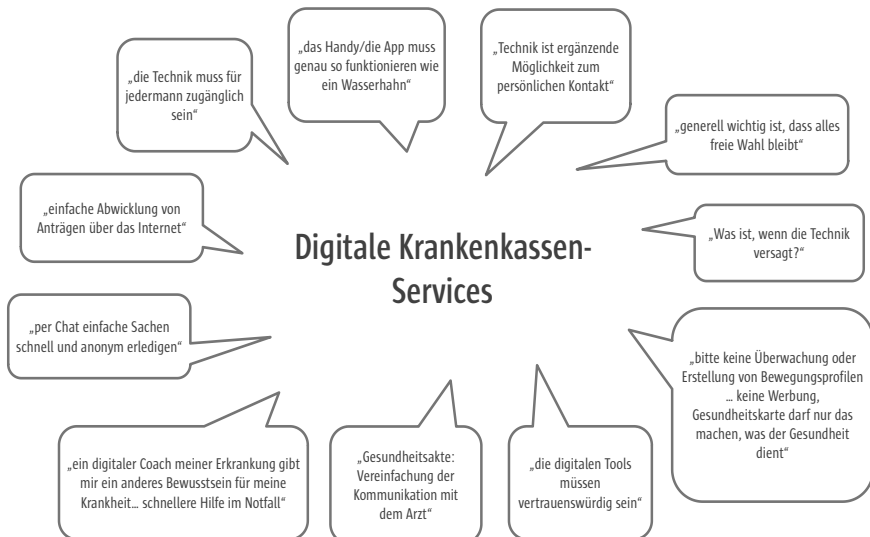 „das Handy/die App muss
genau so funktionieren wie
ein Wasserhahn“
„Technik ist ergänzende
Möglichkeit zum
persönlichen Kontakt“
„die Technik muss für
jedermann zugänglich
sein“
„generell wichtig ist, dass alles
freie Wahl bleibt“
„einfache Abwicklung von
Anträgen über das Internet“
Digitale Krankenkassen-
Services
„Was ist, wenn die Technik
versagt?“
„per Chat einfache Sachen
schnell und anonym erledigen“
„bitte keine Überwachung oder
Erstellung von Bewegungsprofilen
... keine Werbung,
Gesundheitskarte darf nur das
machen, was der Gesundheit
dient“
„ein digitaler Coach meiner Erkrankung gibt
mir ein anderes Bewusstsein für meine
Krankheit... schnellere Hilfe im Notfall“
„Gesundheitsakte:
Vereinfachung der
Kommunikation mit
dem Arzt“
„die digitalen Tools
müssen
vertrauenswürdig sein“